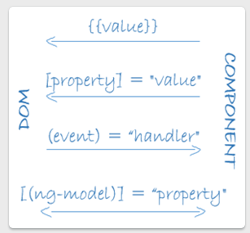 {{value}}
[property] = "value"
DOM
COMPONENT
(event) = "handler"
[(ng-model)] = "property"